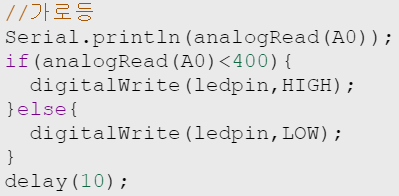 //가로등
Serial.println(analogRead(A0));
if(analogRead(A0)<400){
  digitalWrite(ledpin,HIGH);
}else{
  digitalWrite(ledpin,LOW);
}
delay(10);